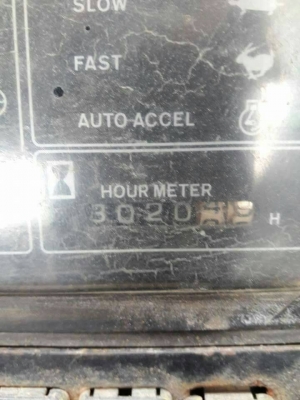 SLOW
FAST
AUTO ACCEL
HOUR METER
3020 H